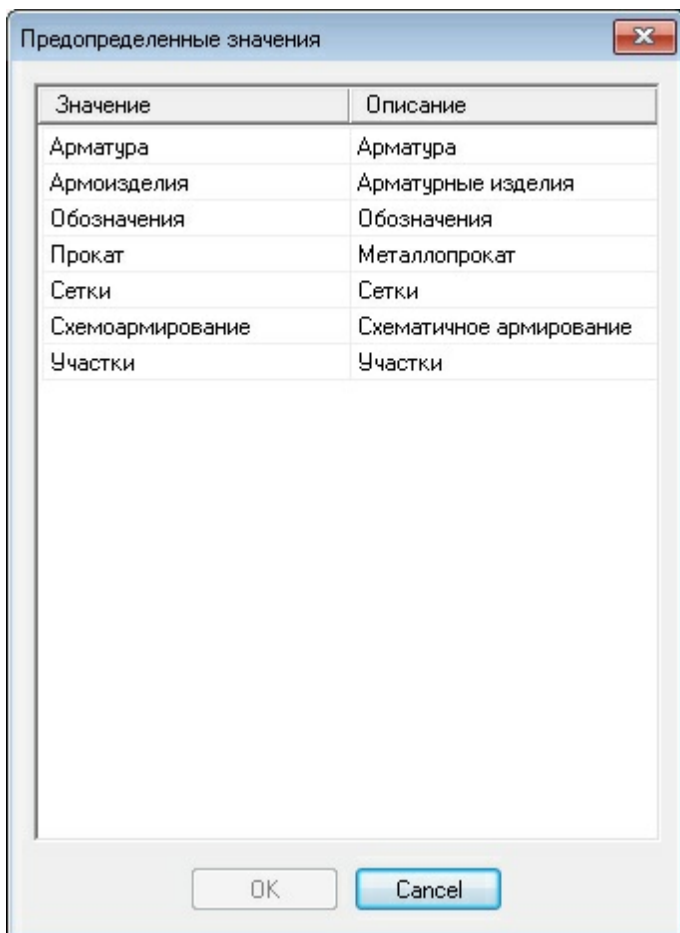 Предопределенные значения
Значение Описание
Арматура Арматура
Армоизделия Арматурные изделия
Обозначения Обозначения
Прокат Металлопрокат
Сетки Сетки
Схемоармирование Схематичное армирование
Участки Участки
OK Cancel